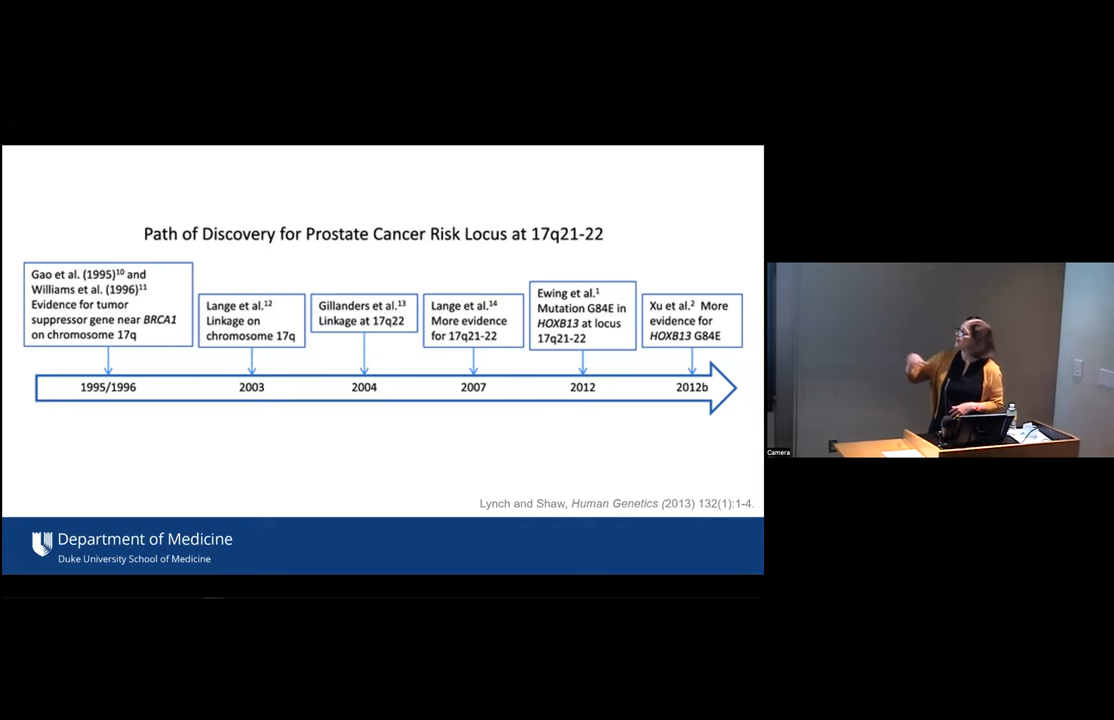 Path of Discovery for Prostate Cancer Risk Locus at 17q21-22
Gao et al. (1995)¹⁰ and
Williams et al. (1996)¹¹
Evidence for tumor
suppressor gene near BRCA1
on chromosome 17q
Lange et al.¹²
Linkage on
chromosome 17q
Gillanders et al.¹³
Linkage at 17q22
Lange et al.¹⁴
More evidence
for 17q21-22
Ewing et al.¹
Mutation G84E in
HOXB13 at locus
17q21-22
Xu et al.² More
evidence for
HOXB13 G84E
1995/1996
2003
2004
2007
2012
2012b
Lynch and Shaw, Human Genetics (2013) 132(1):1-4.
Department of Medicine
Duke University School of Medicine
Camera